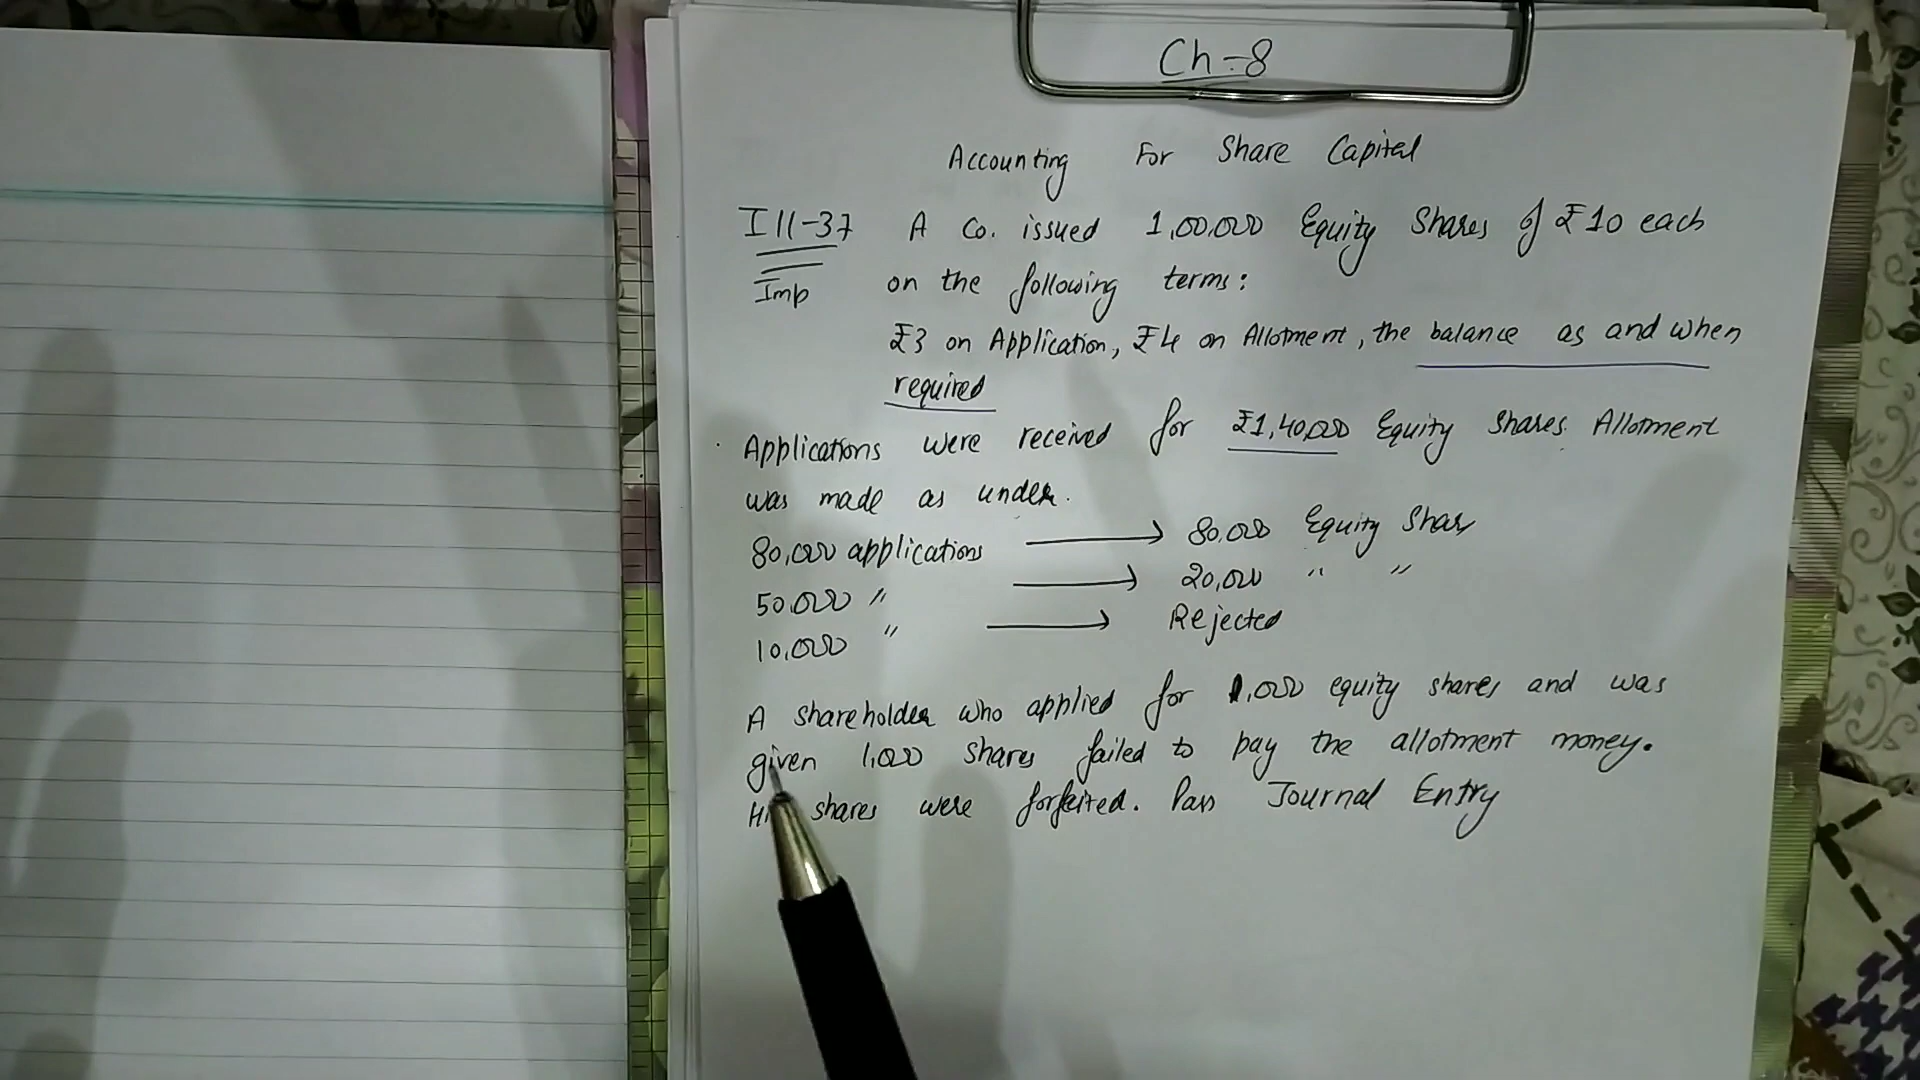 Ch-8
Accounting For Share Capital
Ill-37 A Co. issued 1,00,000 Equity Shares of ₹10 each
Imp on the following terms:
₹3 on Application, ₹4 on Allotment, the balance as and when
required
Applications were received for ₹1,40,000 Equity Shares. Allotment
was made as under.
80,000 applications → 80,000 Equity Shar
50,000 " → 20,000 " "
10,000 " → Rejected
A shareholder who applied for 1,000 equity shares and was
given 1,000 shares failed to pay the allotment money.
Hi shares were forfeited. Pass Journal Entry